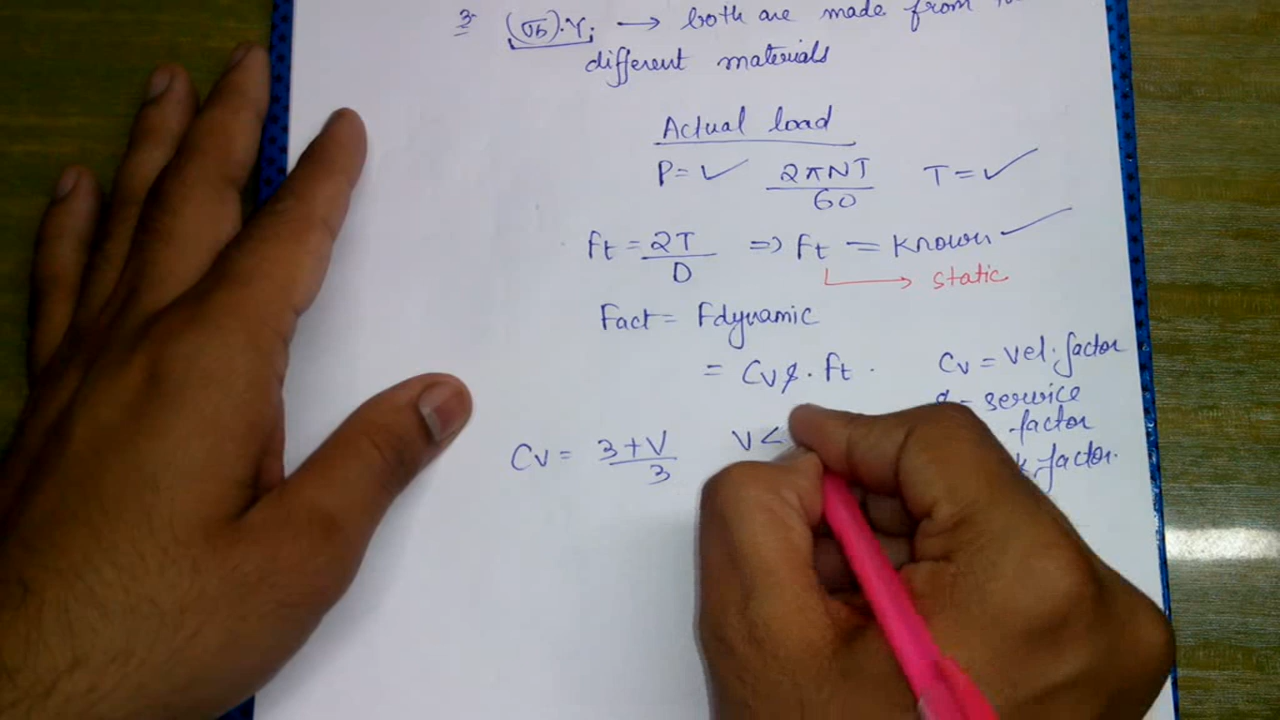 3 (σb)·Y; → both are made from
different materials
Actual load
P = ✓ 2πNT/60 T = ✓
Ft = 2T/D ⇒ Ft = Known ✓
static
Fact = Fdynamic
= Cv ϕ · Ft ·
Cv = vel. factor
service
factor
factor.
Cv = 3+V/3 V <